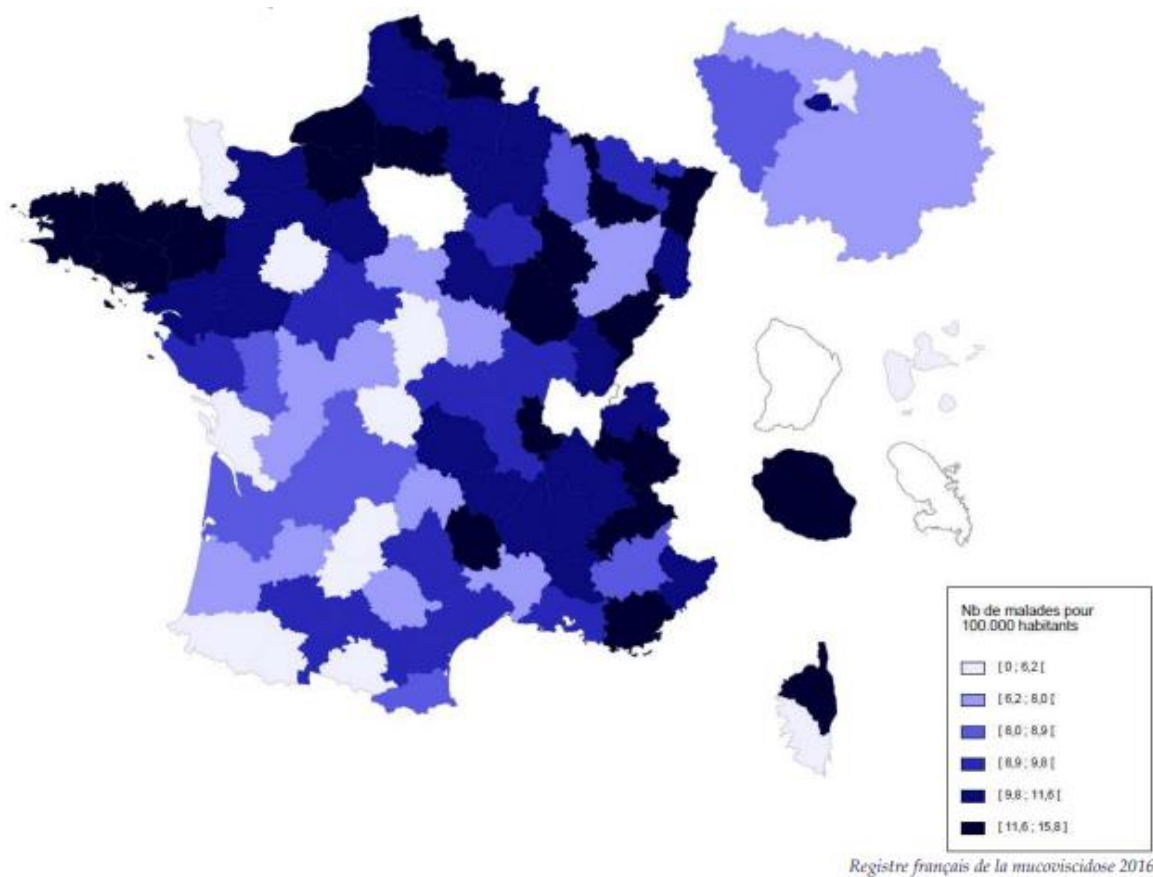 Nb de malades pour
100.000 habitants
[ 0 ; 6,2 [
[ 6,2 ; 8,0 [
[ 8,0 ; 8,9 [
[ 8,9 ; 9,8 [
[ 9,8 ; 11,6 [
[ 11,6 ; 15,8 ]
Registre français de la mucoviscidose 2016